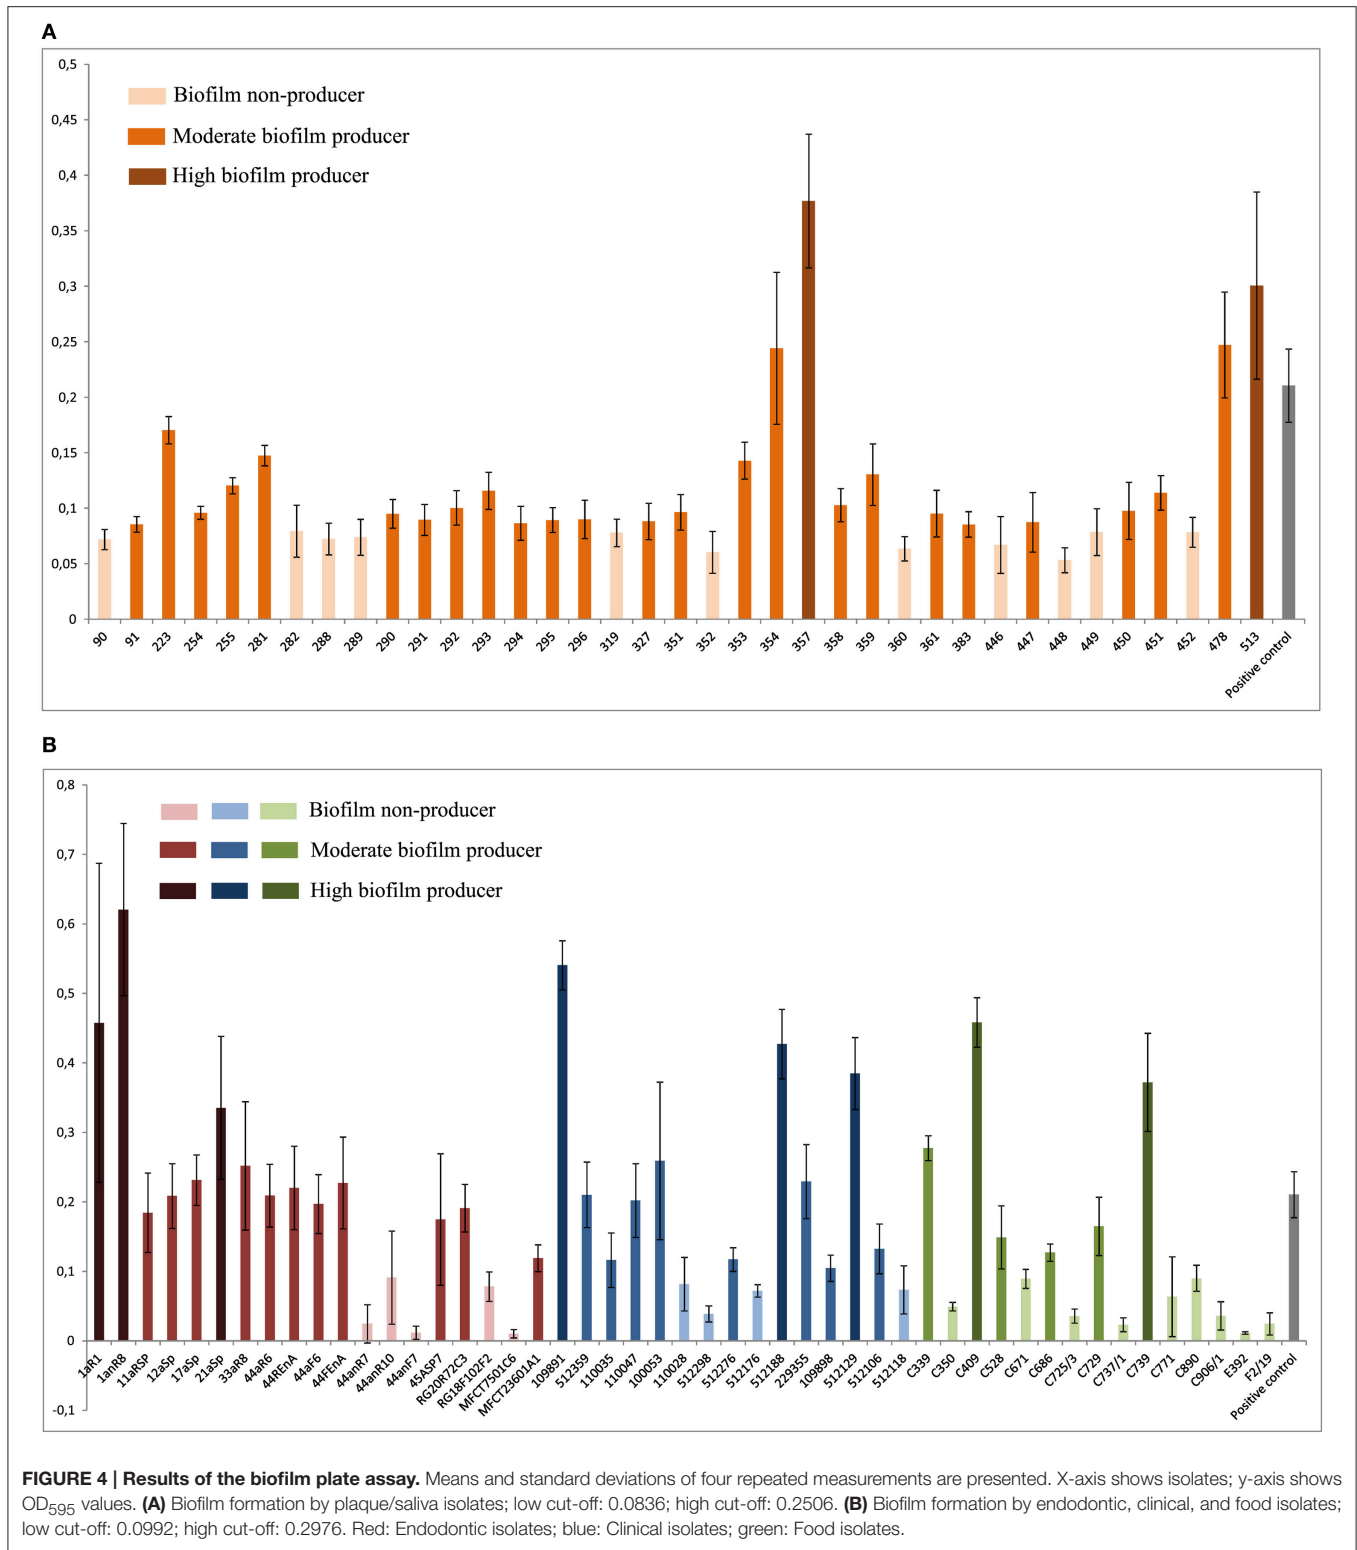 A
0,5
0,45
0,4
0,35
0,3
0,25
0,2
0,15
0,1
0,05
0
Biofilm non-producer
Moderate biofilm producer
High biofilm producer
90 91 223 254 255 281 282 288 289 290 291 292 293 294 295 296 319 327 351 352 353 354 357 358 359 360 361 383 446 447 448 449 450 451 452 478 513 Positive control
B
0,8
0,7
0,6
0,5
0,4
0,3
0,2
0,1
0
-0,1
Biofilm non-producer
Moderate biofilm producer
High biofilm producer
1aR1 1anR8 11aRSP 12aSp 17aSp 21aSp 33aR8 44aR6 44REnA 44aF6 44FEnA 44anR7 44anR10 44anF7 45ASP7 RG20R72C3 RG18F102F2 MFCT7501C6 MFCT23601A1 109891 512359 110035 110047 100053 110028 512298 512276 512176 512188 229355 109898 512129 512106 512118 C339 C350 C409 C528 C671 C686 C725/3 C729 C737/1 C739 C771 C890 C906/1 E392 F2/19 Positive control
FIGURE 4 | Results of the biofilm plate assay. Means and standard deviations of four repeated measurements are presented. X-axis shows isolates; y-axis shows
OD595 values. (A) Biofilm formation by plaque/saliva isolates; low cut-off: 0.0836; high cut-off: 0.2506. (B) Biofilm formation by endodontic, clinical, and food isolates;
low cut-off: 0.0992; high cut-off: 0.2976. Red: Endodontic isolates; blue: Clinical isolates; green: Food isolates.